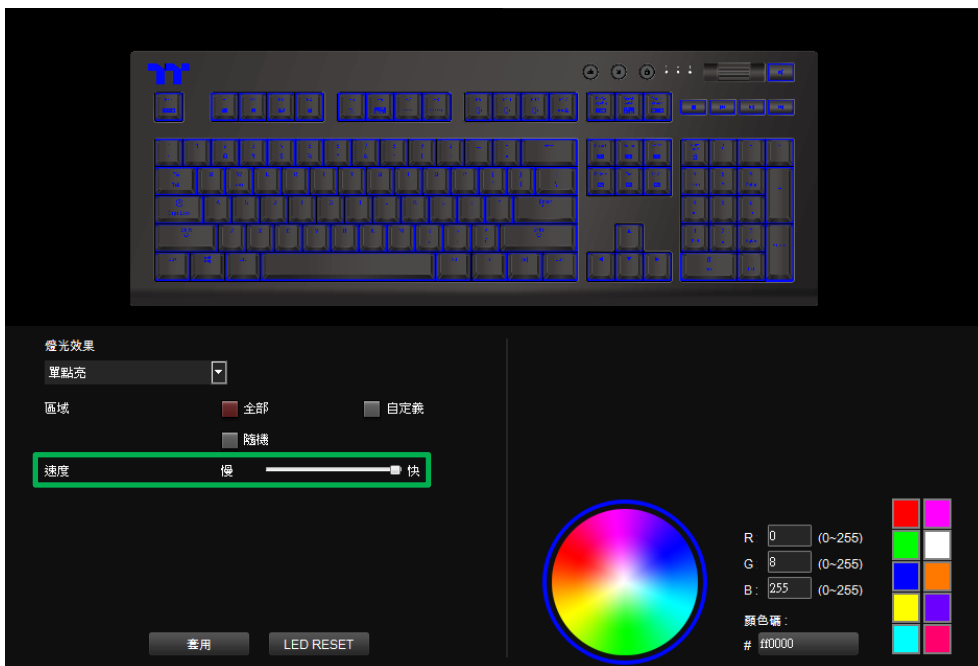 燈光效果
單點亮
區域 全部 自定義
隨機
速度 慢 快
R 0 (0~255)
G 8 (0~255)
B : 255 (0~255)
顏色碼 :
# ff0000
套用 LED RESET